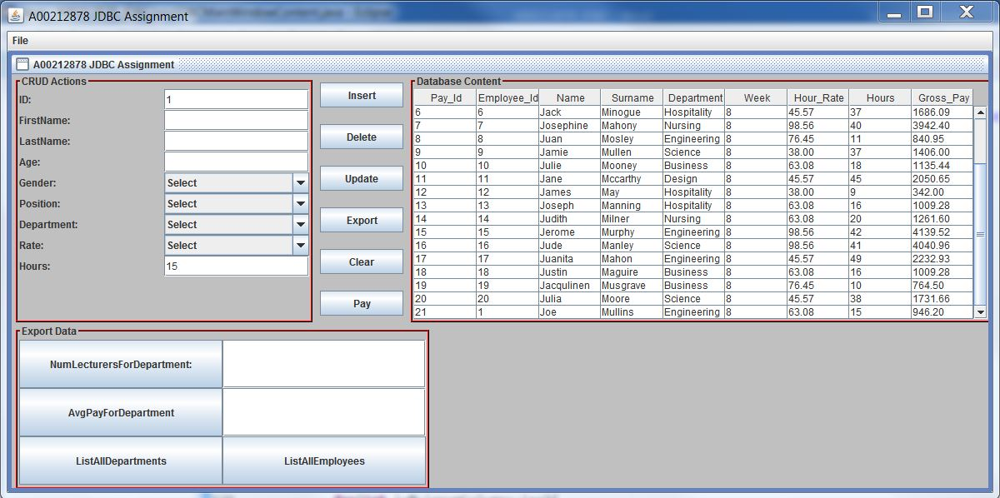 A00212878 JDBC Assignment
File
A00212878 JDBC Assignment
CRUD Actions
ID: 1
FirstName:
LastName:
Age:
Gender: Select
Position: Select
Department: Select
Rate: Select
Hours: 15
Insert
Delete
Update
Export
Clear
Pay
Database Content
Pay_Id Employee_Id Name Surname Department Week Hour_Rate Hours Gross_Pay
6 6 Jack Minogue Hospitality 8 45.57 37 1686.09
7 7 Josephine Mahony Nursing 8 98.56 40 3942.40
8 8 Juan Mosley Engineering 8 76.45 11 840.95
9 9 Jamie Mullen Science 8 38.00 37 1406.00
10 10 Julie Mooney Business 8 63.08 18 1135.44
11 11 Jane Mccarthy Design 8 45.57 45 2050.65
12 12 James May Hospitality 8 38.00 9 342.00
13 13 Joseph Manning Hospitality 8 63.08 16 1009.28
14 14 Judith Milner Nursing 8 63.08 20 1261.60
15 15 Jerome Murphy Engineering 8 98.56 42 4139.52
16 16 Jude Manley Science 8 98.56 41 4040.96
17 17 Juanita Mahon Engineering 8 45.57 49 2232.93
18 18 Justin Maguire Business 8 63.08 16 1009.28
19 19 Jacqulinen Musgrave Business 8 76.45 10 764.50
20 20 Julia Moore Science 8 45.57 38 1731.66
21 1 Joe Mullins Engineering 8 63.08 15 946.20
Export Data
NumLecturersForDepartment:
AvgPayForDepartment
ListAllDepartments ListAllEmployees